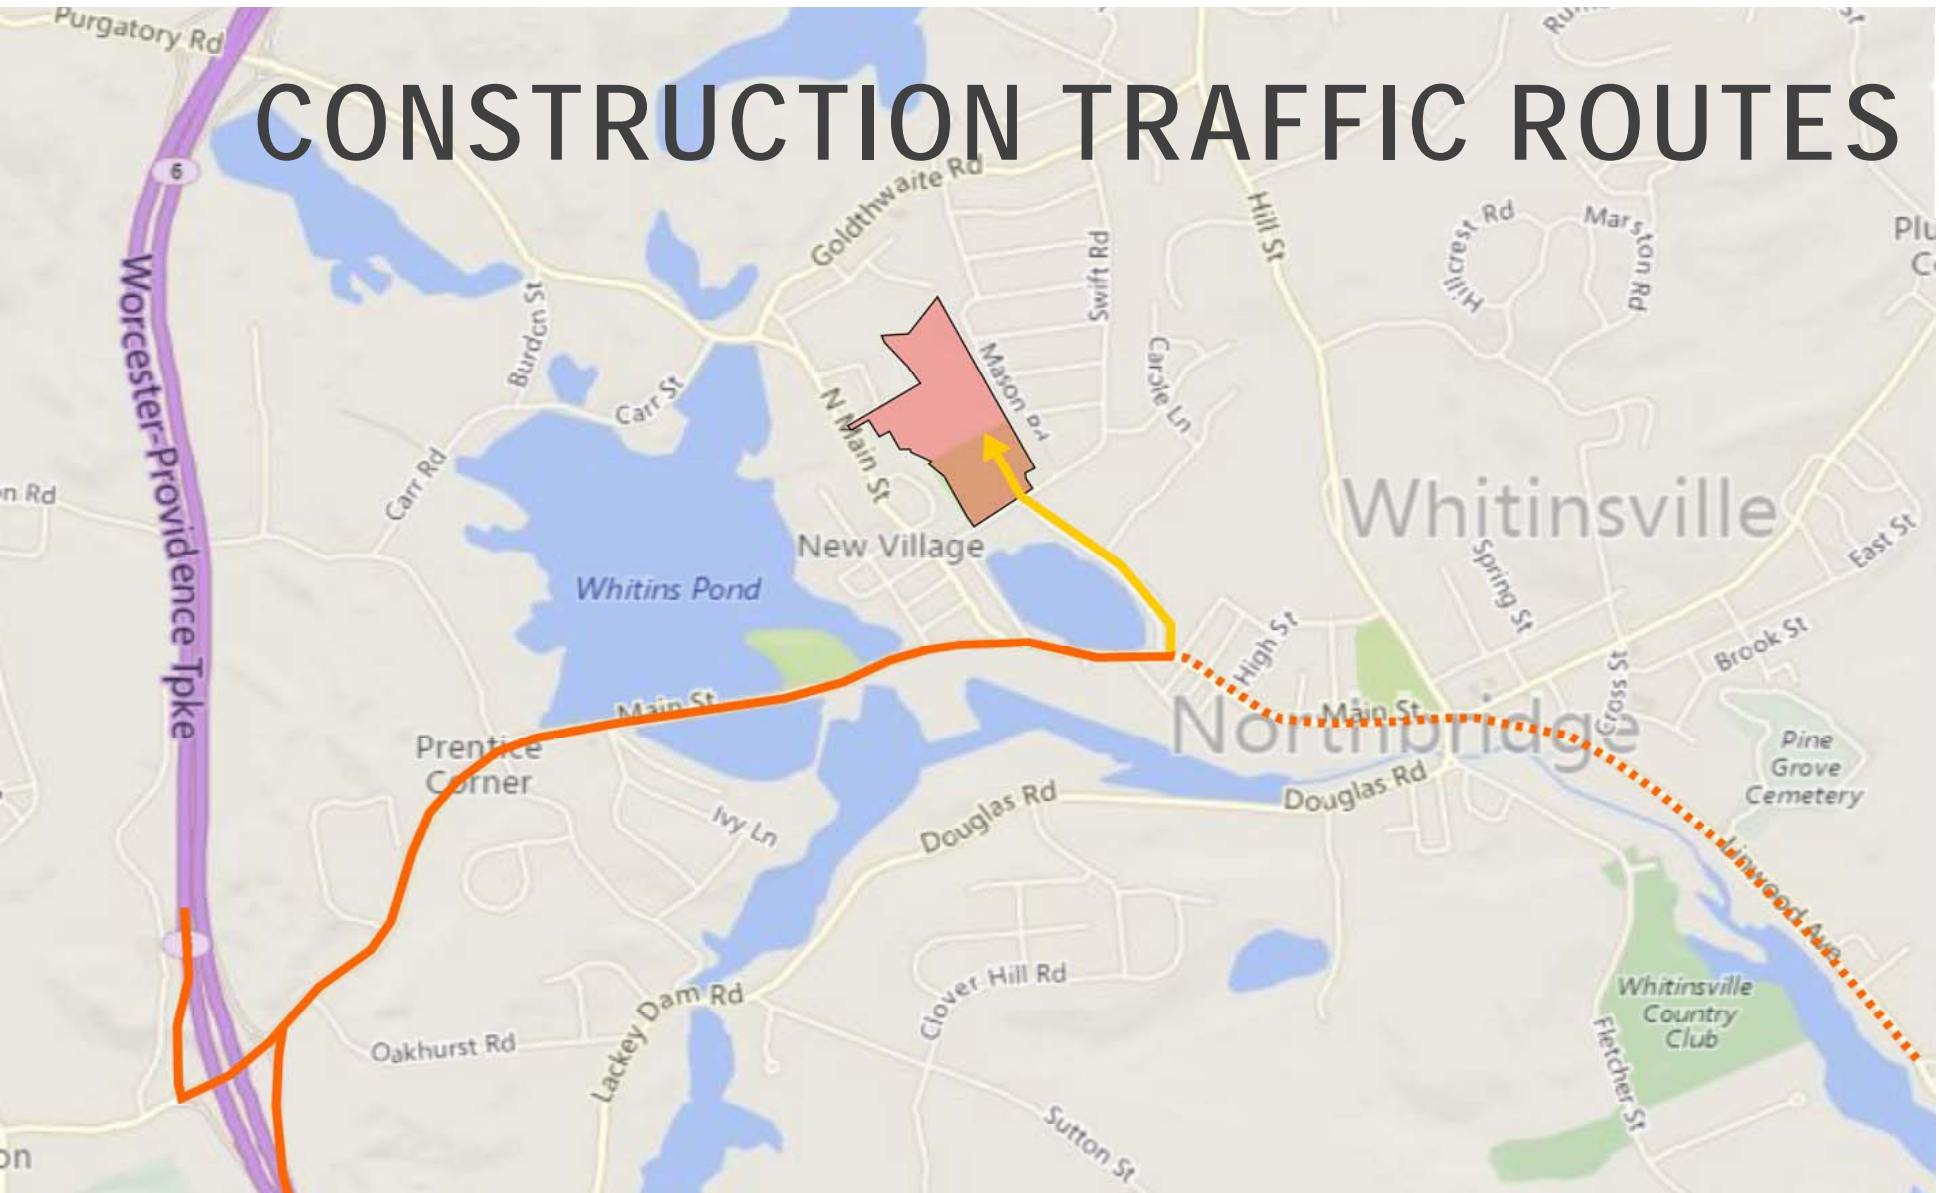 Purgatory Rd
CONSTRUCTION TRAFFIC ROUTES
6
Goldthwaite Rd
Hill St
Hillcrest Rd
Marston Rd
Swift Rd
Worcester-Providence Tpke
Burdon St
Mason Rd
Carole Ln
Carr St
N Main St
Carr Rd
Whitinsville
New Village
East St
Spring St
Whitins Pond
High St
Brook St
Cross St
Main St
Main St
Northbridge
Prentice
Corner
Pine
Grove
Cemetery
Douglas Rd
Douglas Rd
Ivy Ln
Linwood Ave
Clover Hill Rd
Whitinsville
Country
Club
Lackey Dam Rd
Oakhurst Rd
Fletcher St
Sutton St